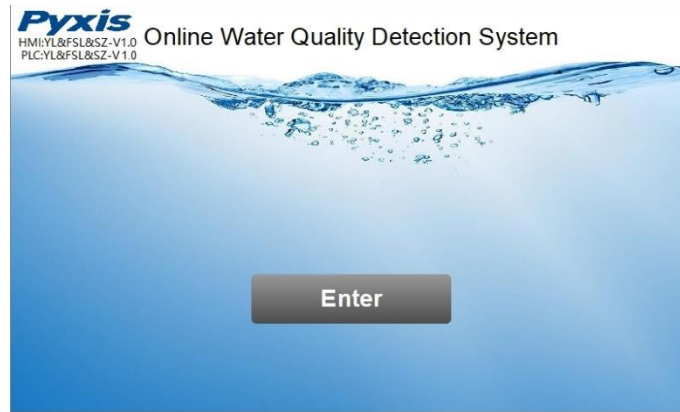 Pyxis
HMI:YL&FSL&SZ-V1.0
PLC:YL&FSL&SZ-V1.0
Online Water Quality Detection System
Enter